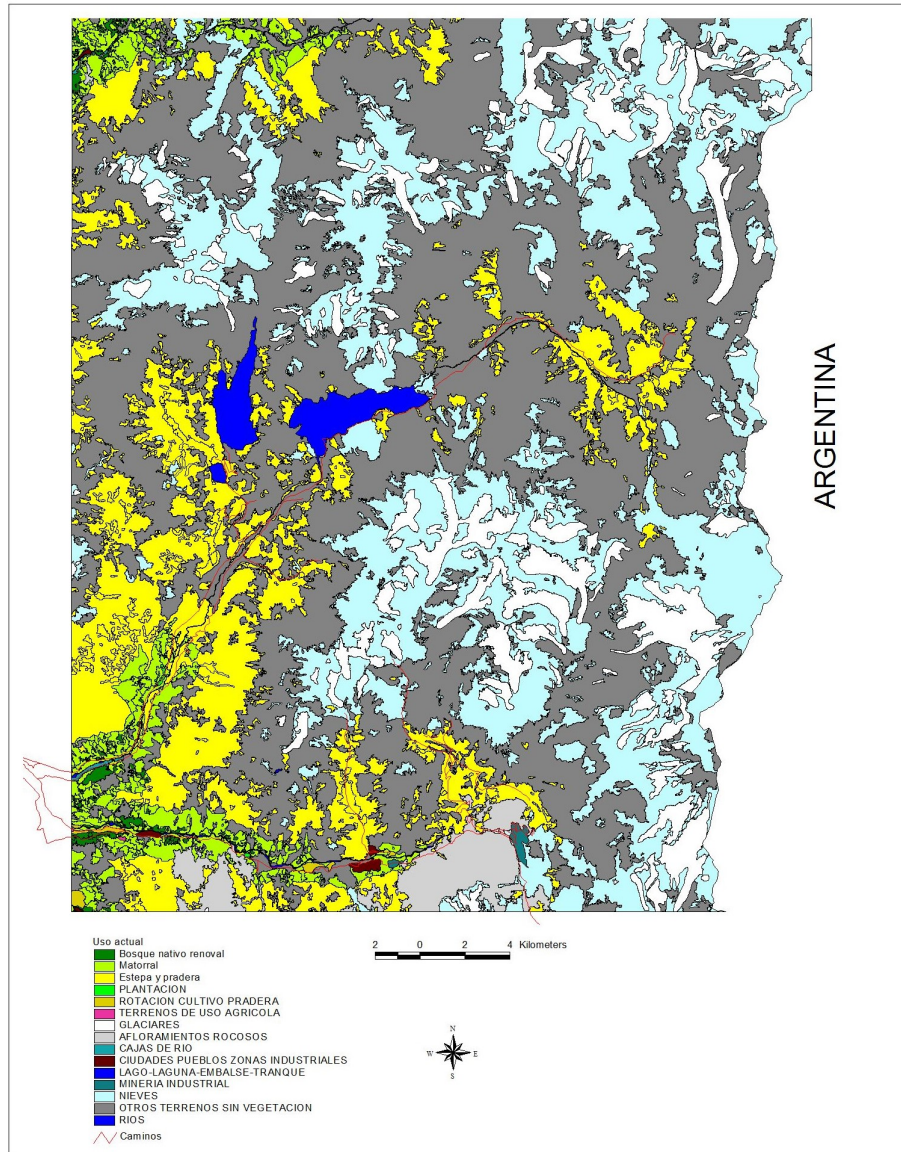 ARGENTINA
Uso actual
Bosque nativo renoval
Matorral
Estepa y pradera
PLANTACION
ROTACION CULTIVO PRADERA
TERRENOS DE USO AGRICOLA
GLACIARES
AFLORAMIENTOS ROCOSOS
CAJAS DE RIO
CIUDADES PUEBLOS ZONAS INDUSTRIALES
LAGO-LAGUNA-EMBALSE-TRANQUE
MINERIA INDUSTRIAL
NIEVES
OTROS TERRENOS SIN VEGETACION
RIOS
Caminos
2 0 2 4 Kilometers
N
W E
S